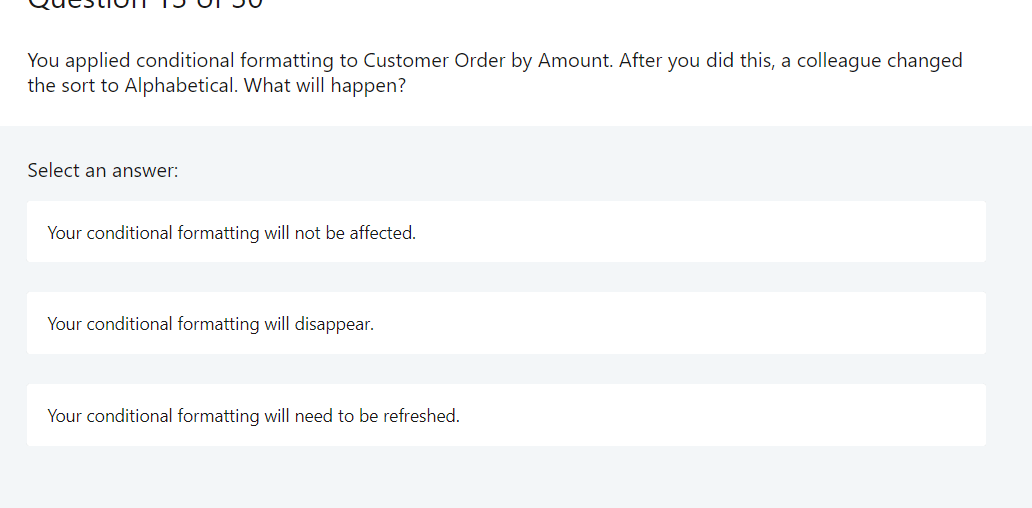 Question 15 of 30
You applied conditional formatting to Customer Order by Amount. After you did this, a colleague changed
the sort to Alphabetical. What will happen?
Select an answer:
Your conditional formatting will not be affected.
Your conditional formatting will disappear.
Your conditional formatting will need to be refreshed.